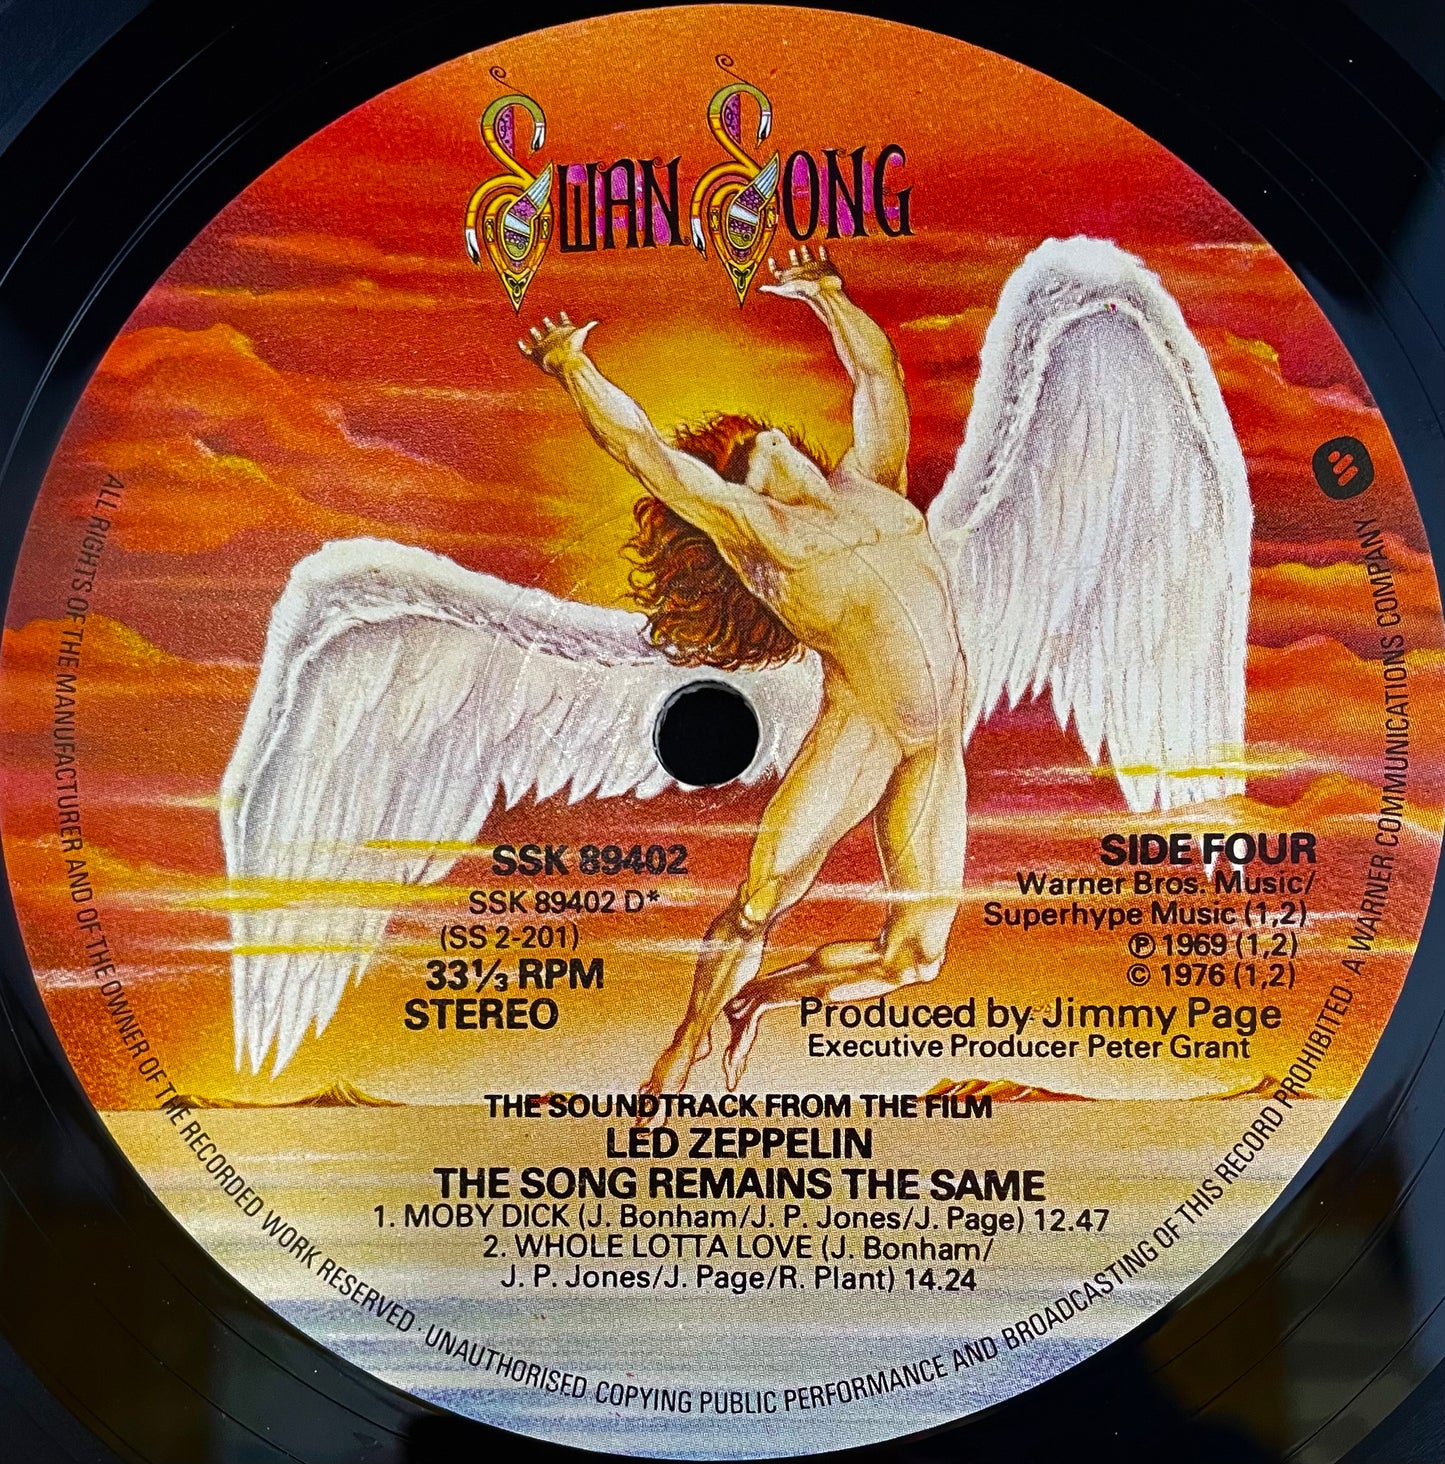 SWAN SONG
SSK 89402
SSK 89402 D*
(SS 2-201)
33⅓ RPM
STEREO
SIDE FOUR
Warner Bros. Music/
Superhype Music (1,2)
℗ 1969 (1,2)
© 1976 (1,2)
Produced by Jimmy Page
Executive Producer Peter Grant
THE SOUNDTRACK FROM THE FILM
LED ZEPPELIN
THE SONG REMAINS THE SAME
1. MOBY DICK (J. Bonham/J. P. Jones/J. Page) 12.47
2. WHOLE LOTTA LOVE (J. Bonham/
J. P. Jones/J. Page/R. Plant) 14.24
ALL RIGHTS OF THE MANUFACTURER AND OF THE OWNER OF THE RECORDED WORK RESERVED · UNAUTHORISED COPYING PUBLIC PERFORMANCE AND BROADCASTING OF THIS RECORD PROHIBITED · A WARNER COMMUNICATIONS COMPANY ·